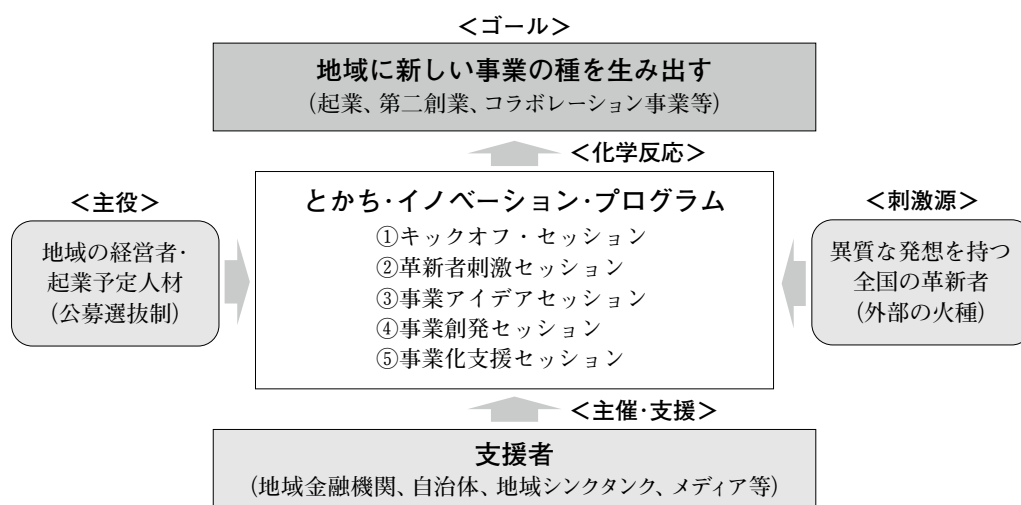 ＜ゴール＞
地域に新しい事業の種を生み出す
(起業、第二創業、コラボレーション事業等)
＜化学反応＞
＜主役＞
地域の経営者･
起業予定人材
(公募選抜制)
とかち･イノベーション･プログラム
①キックオフ・セッション
②革新者刺激セッション
③事業アイデアセッション
④事業創発セッション
⑤事業化支援セッション
＜刺激源＞
異質な発想を持つ
全国の革新者
(外部の火種)
＜主催･支援＞
支援者
(地域金融機関、自治体、地域シンクタンク、メディア等)